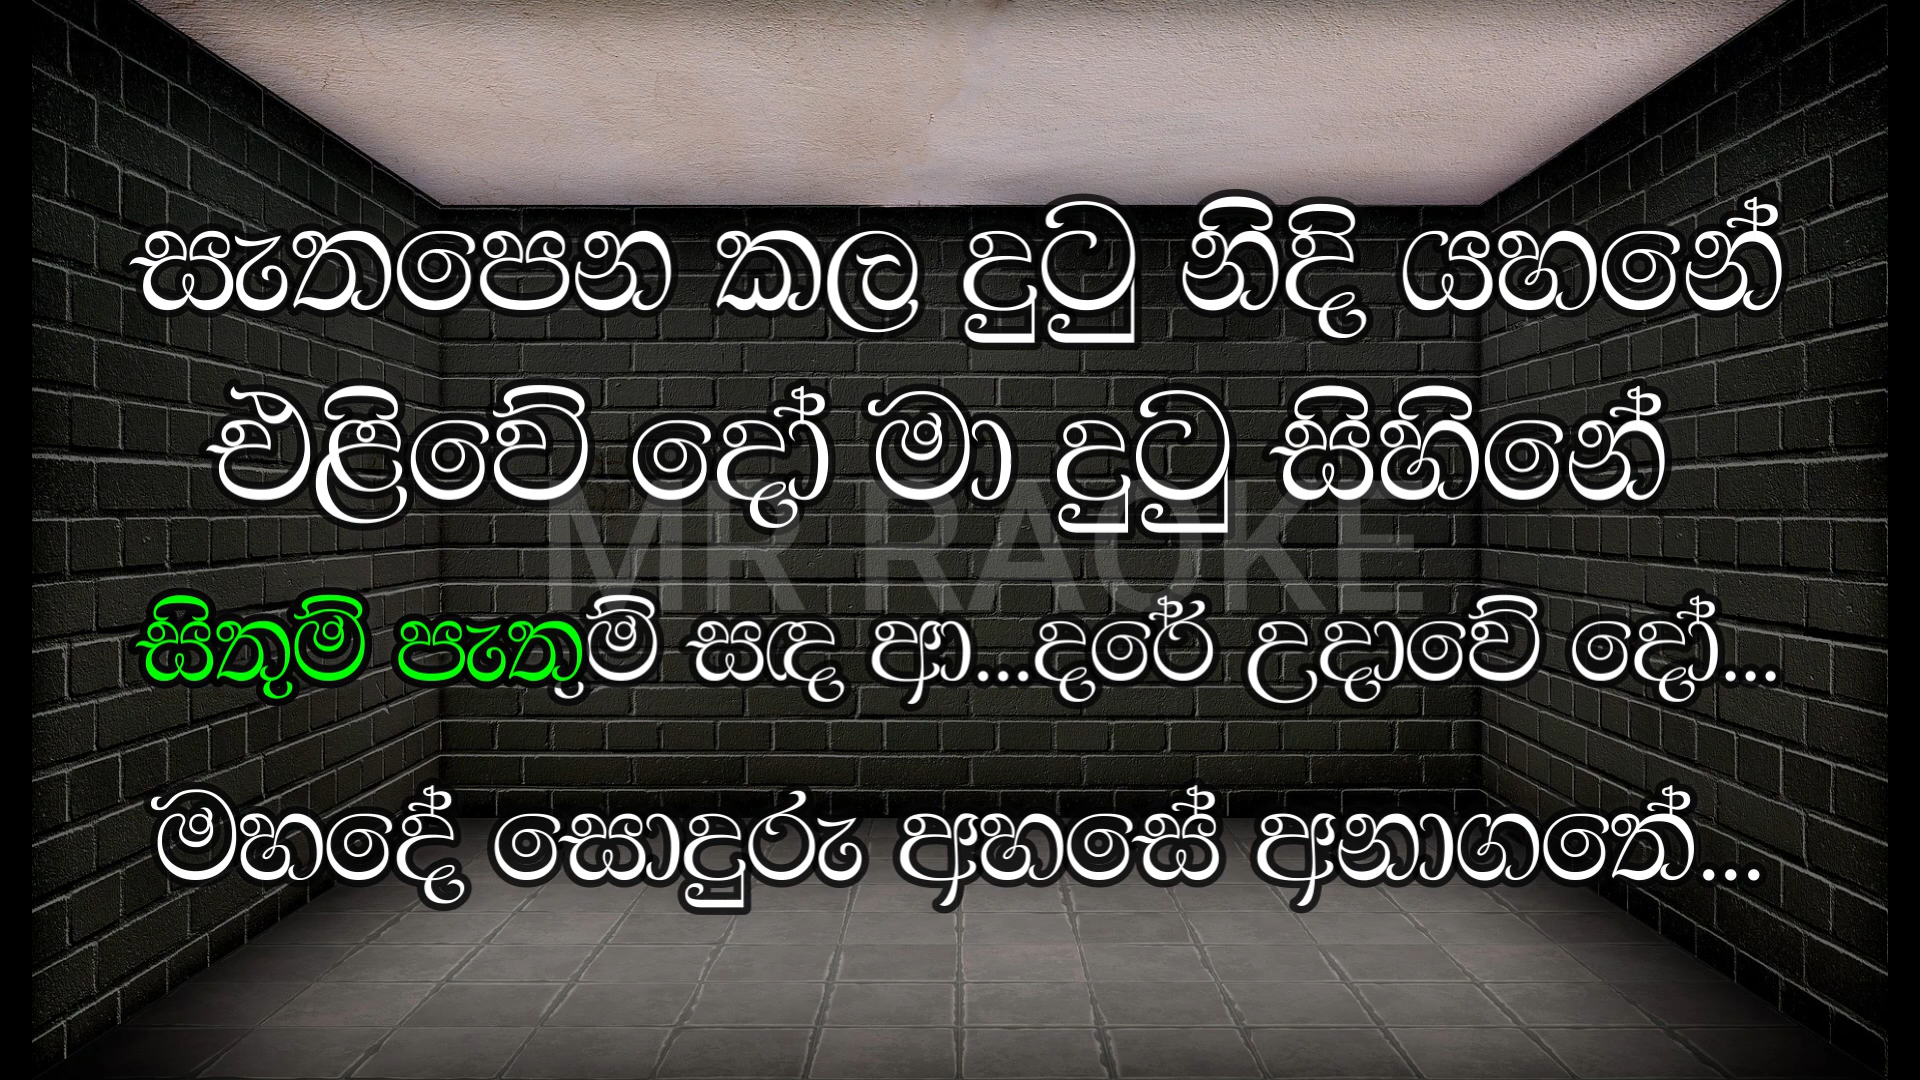 සැතපෙන කල දුටු නිදි යහනේ
එළිවේ දෝ මා දුටු සිහිනේ
MR RAOKE
සිතුම් පැතුම් සඳ ආ...දරේ උදාවේ දෝ...
මහදේ සොඳුරු අහසේ අනාගතේ...